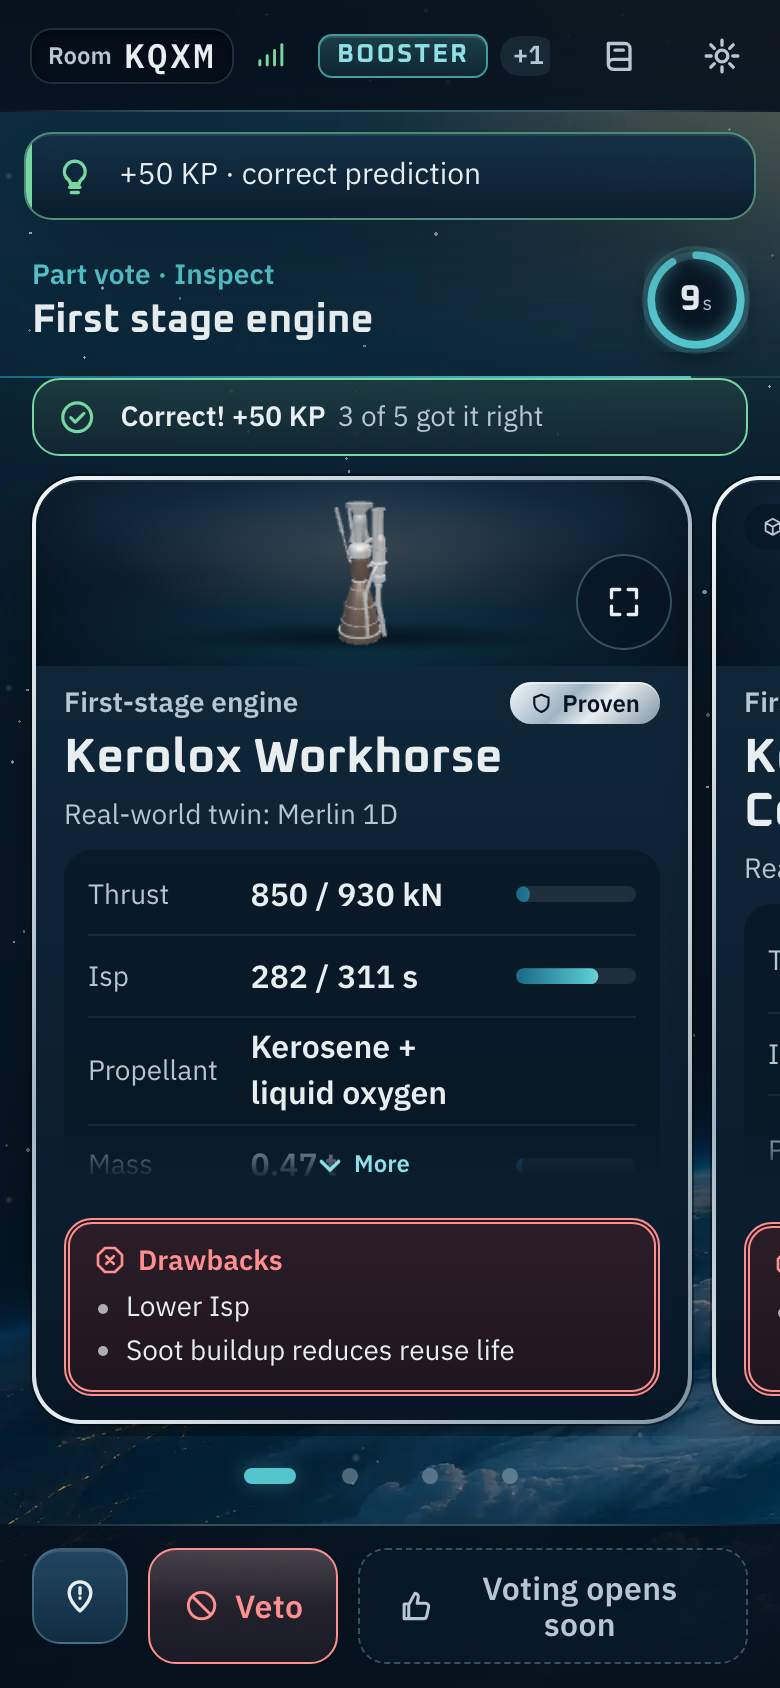 Room KQXM BOOSTER +1
+50 KP · correct prediction
Part vote · Inspect
First stage engine
9 s
Correct! +50 KP 3 of 5 got it right
First-stage engine Proven
Kerolox Workhorse
Real-world twin: Merlin 1D
Thrust 850 / 930 kN
Isp 282 / 311 s
Propellant Kerosene +
liquid oxygen
Mass 0.47 More
Drawbacks
Lower Isp
Soot buildup reduces reuse life
Veto
Voting opens
soon